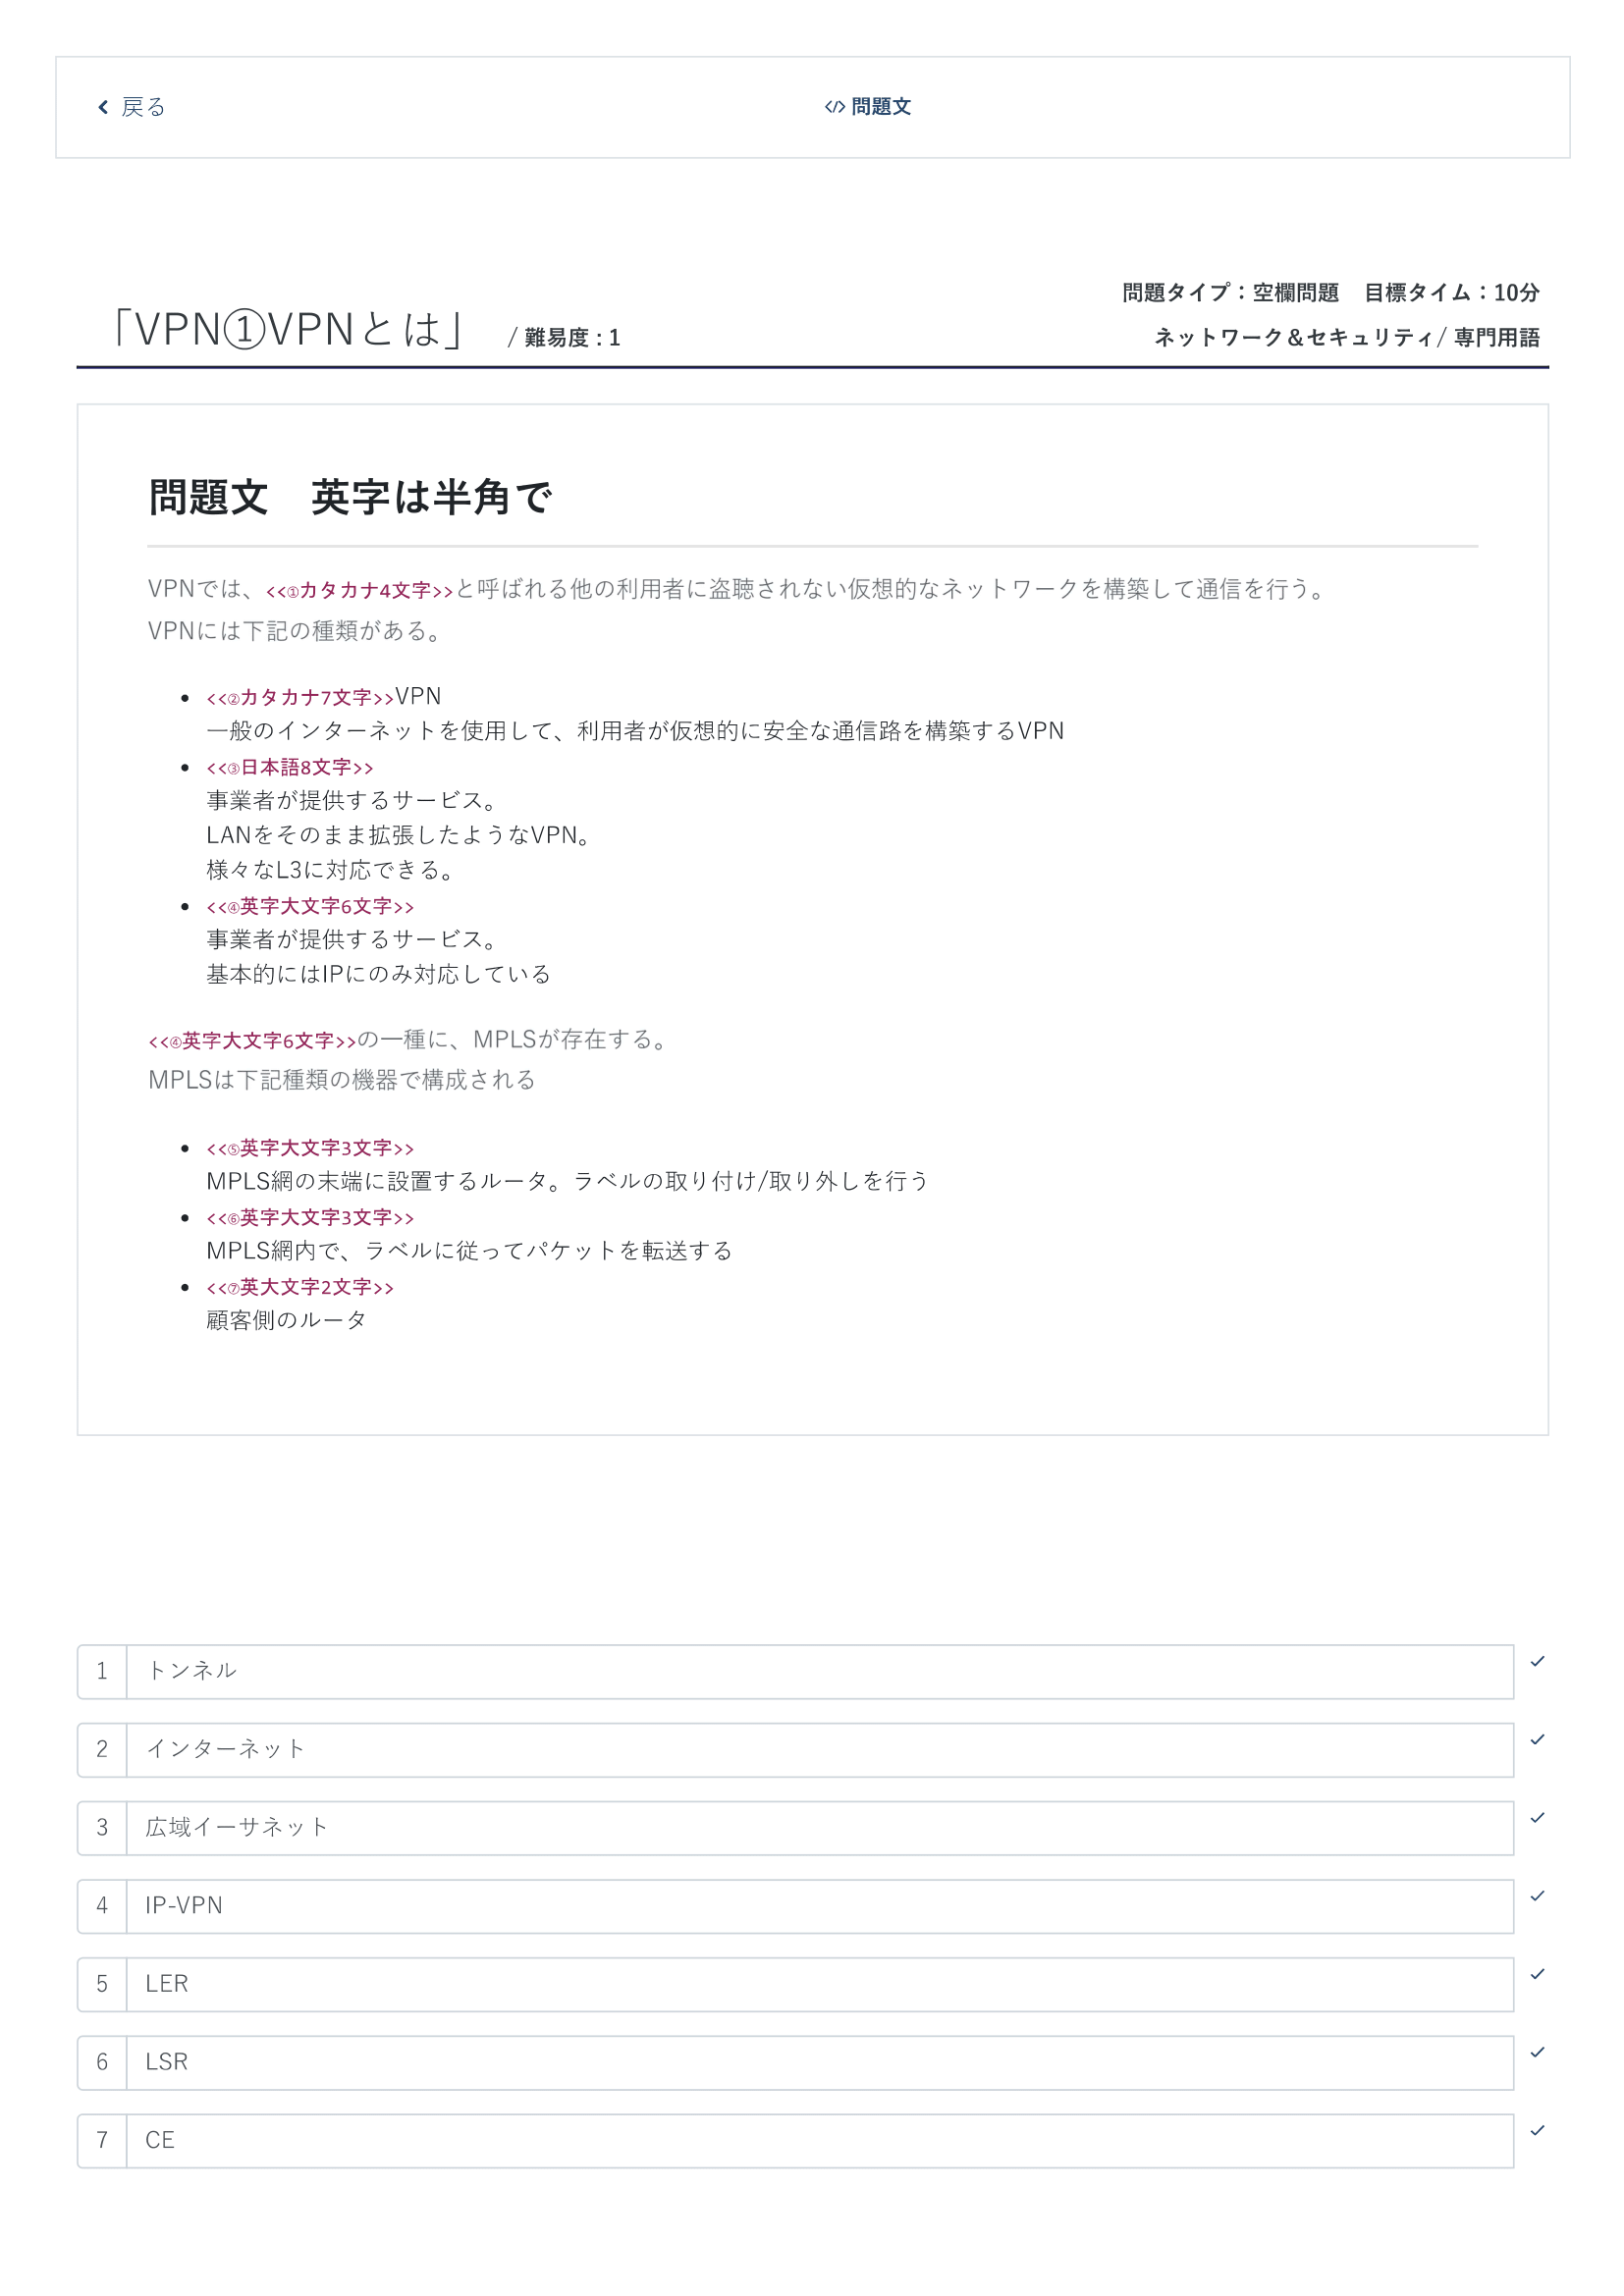 戻る
</> 問題文
問題タイプ：空欄問題　目標タイム：10分
「VPN①VPNとは」 / 難易度 : 1
ネットワーク＆セキュリティ/ 専門用語
問題文　英字は半角で
VPNでは、<<①カタカナ4文字>>と呼ばれる他の利用者に盗聴されない仮想的なネットワークを構築して通信を行う。
VPNには下記の種類がある。
<<②カタカナ7文字>>VPN
一般のインターネットを使用して、利用者が仮想的に安全な通信路を構築するVPN
<<③日本語8文字>>
事業者が提供するサービス。
LANをそのまま拡張したようなVPN。
様々なL3に対応できる。
<<④英字大文字6文字>>
事業者が提供するサービス。
基本的にはIPにのみ対応している
<<④英字大文字6文字>>の一種に、MPLSが存在する。
MPLSは下記種類の機器で構成される
<<⑤英字大文字3文字>>
MPLS網の末端に設置するルータ。ラベルの取り付け/取り外しを行う
<<⑥英字大文字3文字>>
MPLS網内で、ラベルに従ってパケットを転送する
<<⑦英大文字2文字>>
顧客側のルータ
1 トンネル
2 インターネット
3 広域イーサネット
4 IP-VPN
5 LER
6 LSR
7 CE